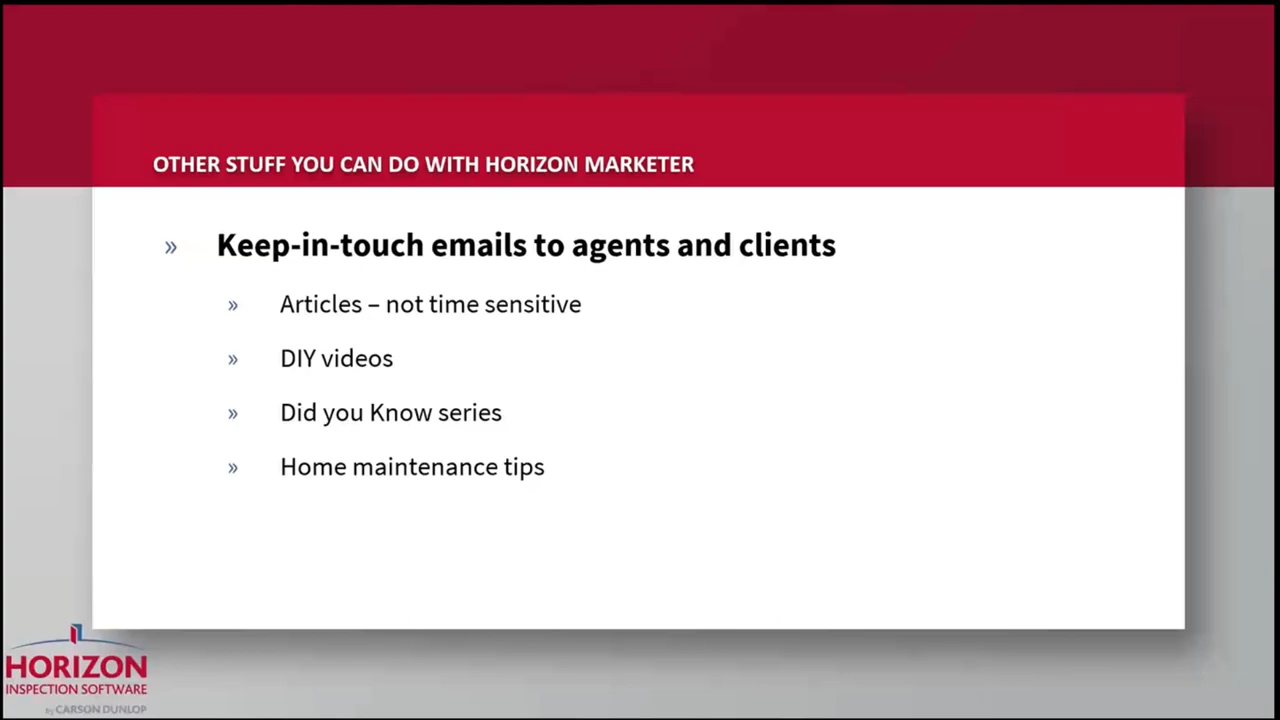 OTHER STUFF YOU CAN DO WITH HORIZON MARKETER
» Keep-in-touch emails to agents and clients
» Articles – not time sensitive
» DIY videos
» Did you Know series
» Home maintenance tips
HORIZON
INSPECTION SOFTWARE
by CARSON DUNLOP